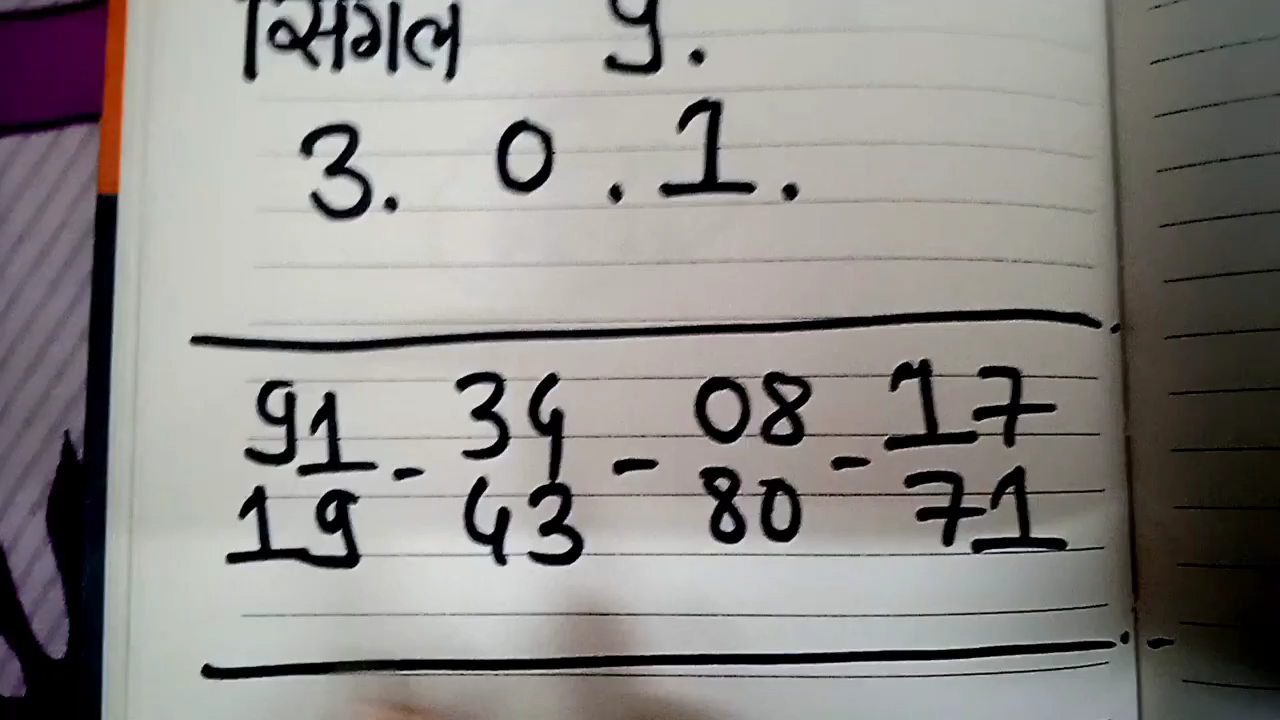 सिंगल 9.
3. 0 . 1 .
91 - 34 - 08 - 17
19 43 80 71